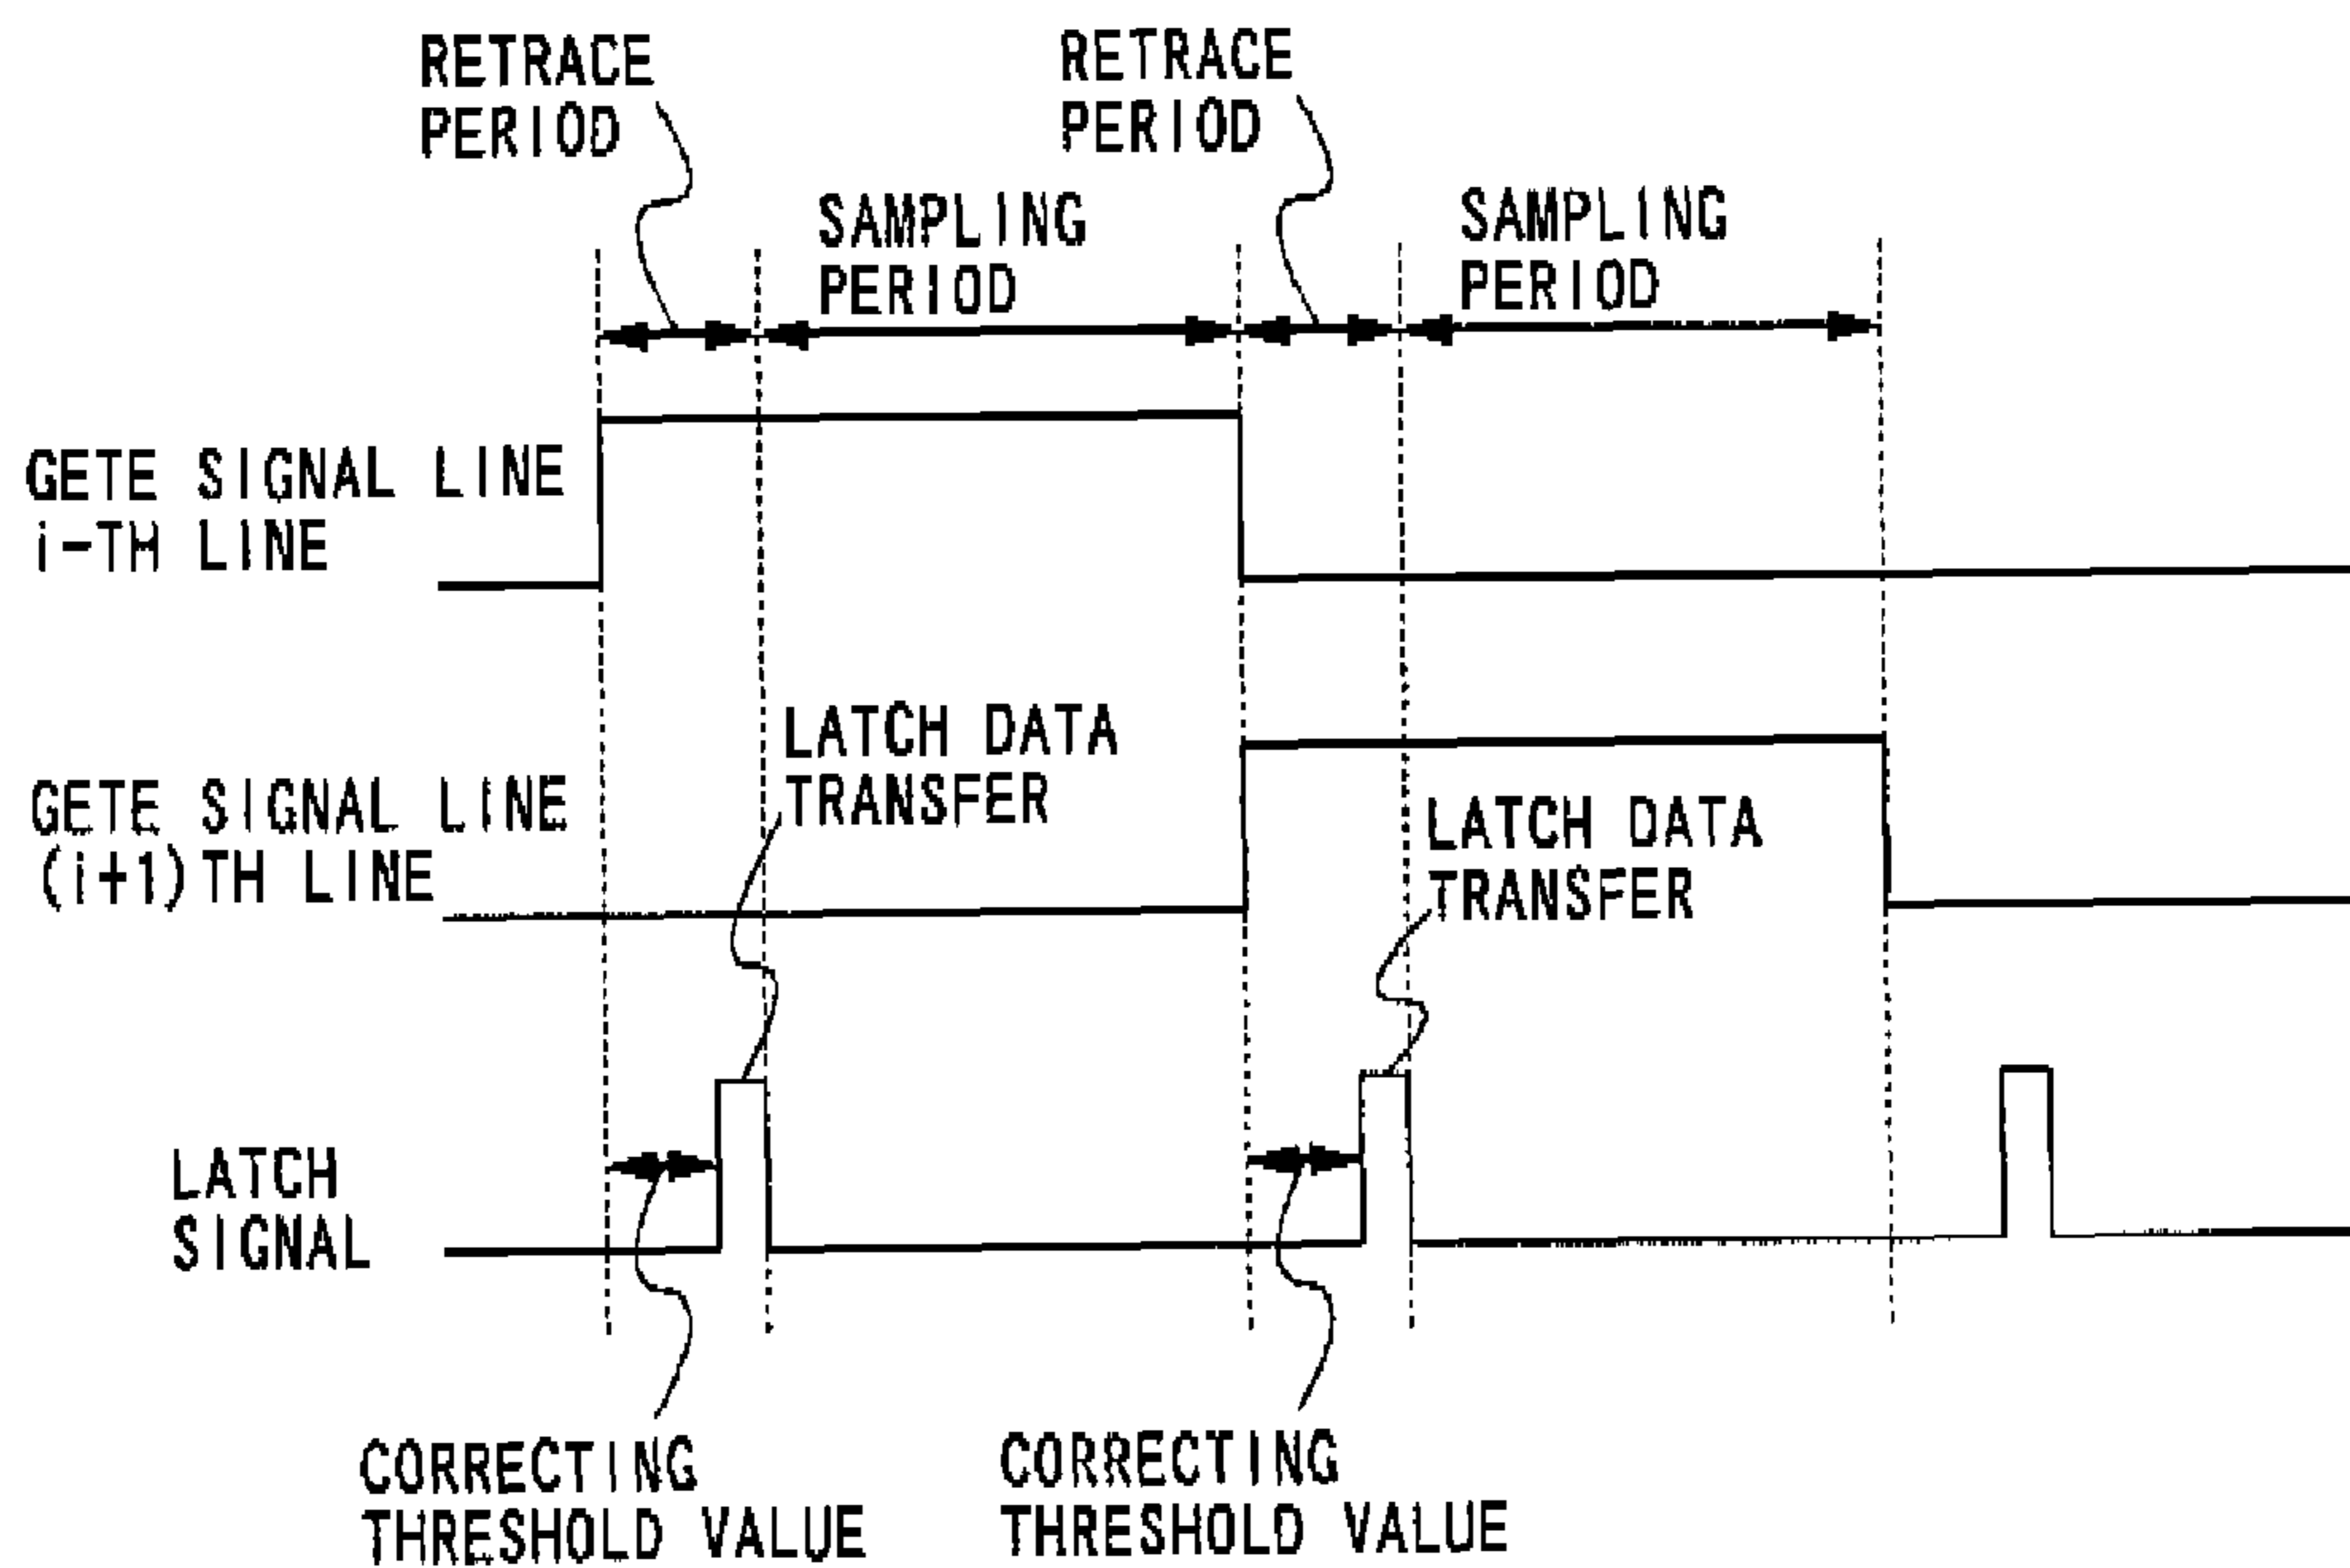 RETRACE
PERIOD
RETRACE
PERIOD
SAMPLING
PERIOD
SAMPLING
PERIOD
GETE SIGNAL LINE
i-TH LINE
LATCH DATA
TRANSFER
GETE SIGNAL LINE
(i+1)TH LINE
LATCH DATA
TRANSFER
LATCH
SIGNAL
CORRECTING
THRESHOLD VALUE
CORRECTING
THRESHOLD VALUE